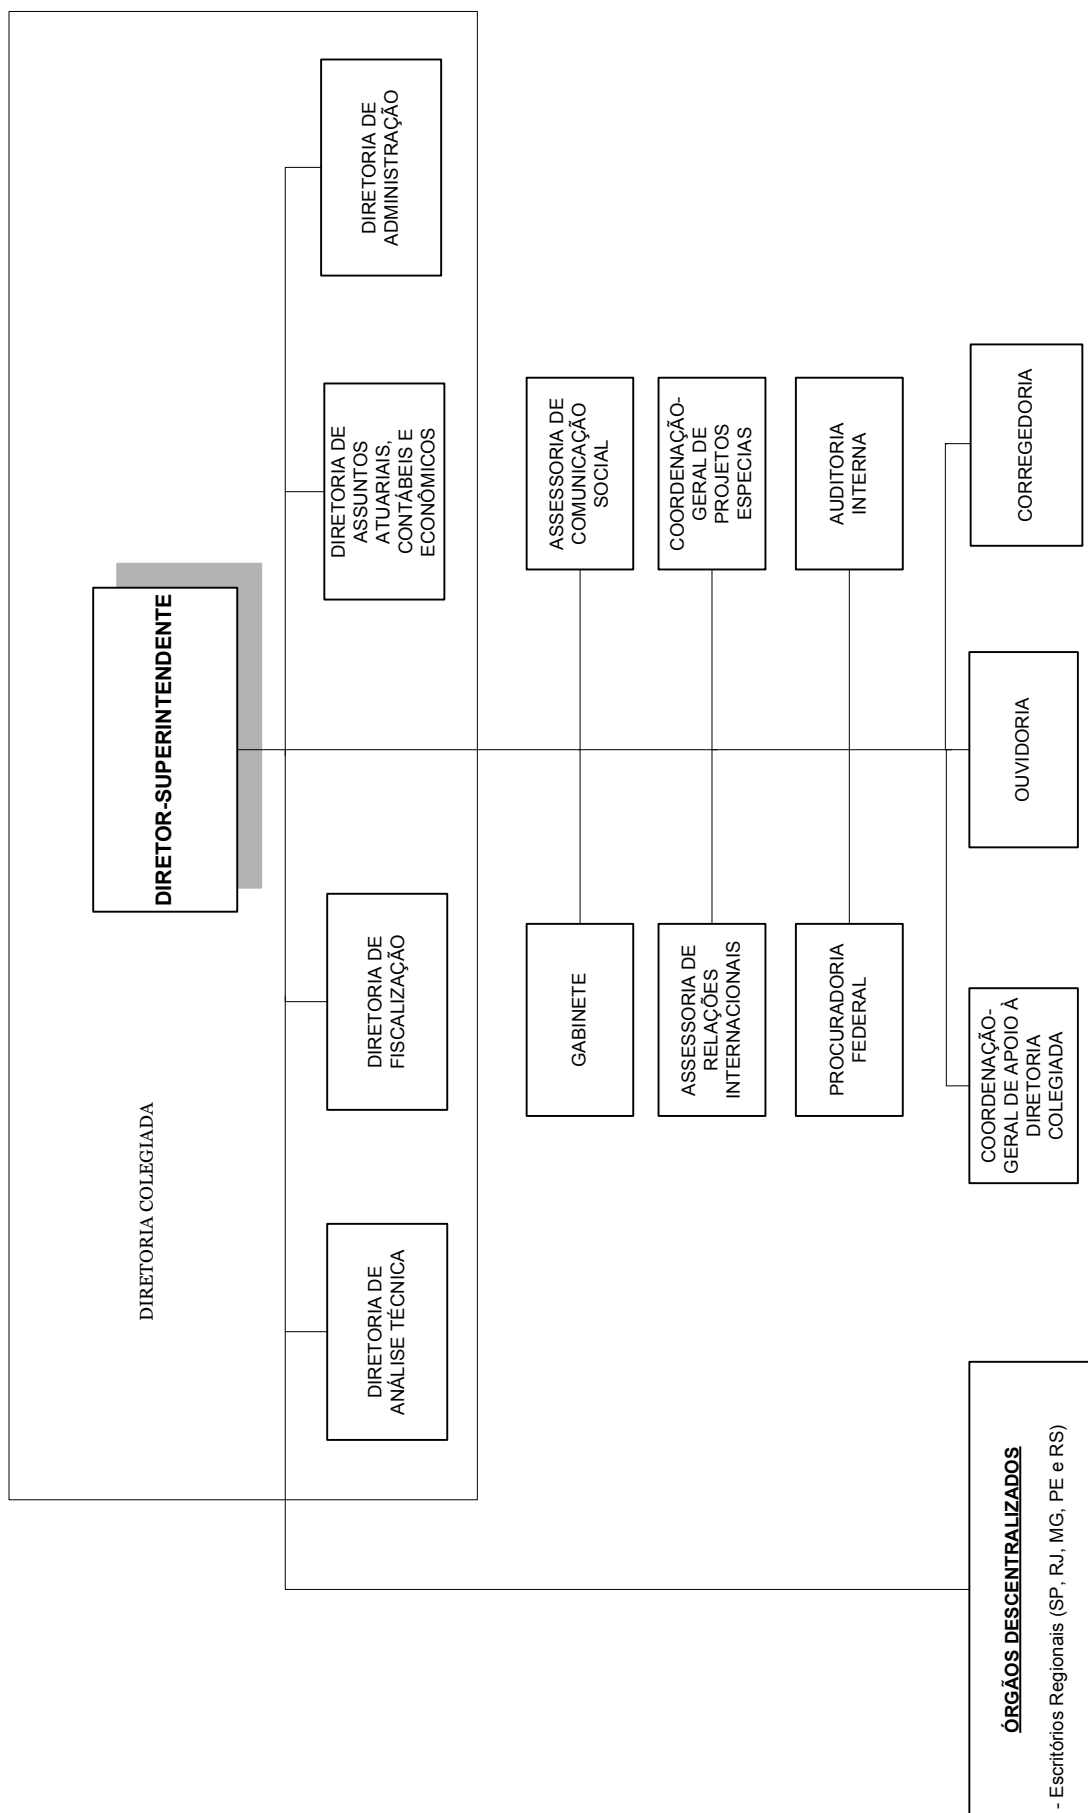 DIRETORIA COLEGIADA
DIRETOR-SUPERINTENDENTE
DIRETORIA DE
ANÁLISE TÉCNICA
DIRETORIA DE
FISCALIZAÇÃO
DIRETORIA DE
ASSUNTOS
ATUARIAIS,
CONTÁBEIS E
ECONÔMICOS
DIRETORIA DE
ADMINISTRAÇÃO
GABINETE
ASSESSORIA DE
COMUNICAÇÃO
SOCIAL
ASSESSORIA DE
RELAÇÕES
INTERNACIONAIS
COORDENAÇÃO-
GERAL DE
PROJETOS
ESPECIAS
PROCURADORIA
FEDERAL
AUDITORIA
INTERNA
ÓRGÃOS DESCENTRALIZADOS
- Escritórios Regionais (SP, RJ, MG, PE e RS)
COORDENAÇÃO-
GERAL DE APOIO À
DIRETORIA
COLEGIADA
OUVIDORIA
CORREGEDORIA